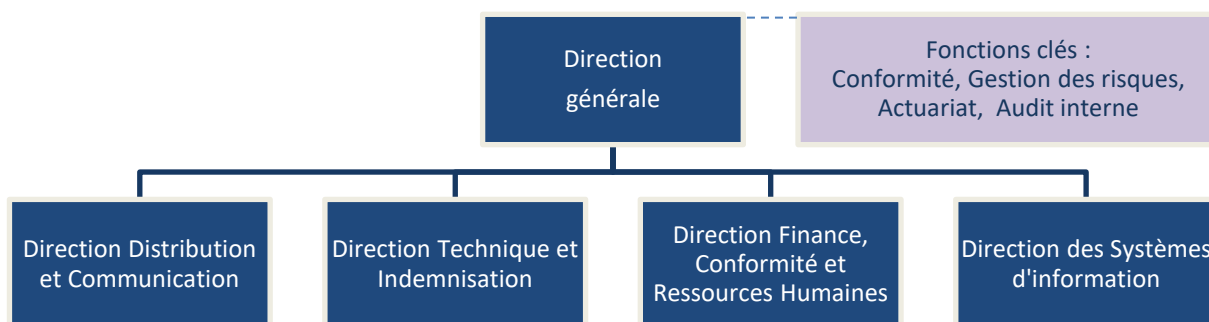 Direction
générale
Fonctions clés :
Conformité, Gestion des risques,
Actuariat, Audit interne
Direction Distribution
et Communication
Direction Technique et
Indemnisation
Direction Finance,
Conformité et
Ressources Humaines
Direction des Systèmes
d'information